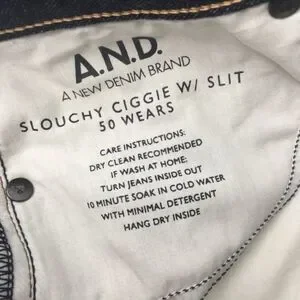 A.N.D.
A NEW DENIM BRAND
SLOUCHY CIGGIE W/ SLIT
50 WEARS
CARE INSTRUCTIONS:
DRY CLEAN RECOMMENDED
IF WASH AT HOME:
TURN JEANS INSIDE OUT
10 MINUTE SOAK IN COLD WATER
WITH MINIMAL DETERGENT
HANG DRY INSIDE